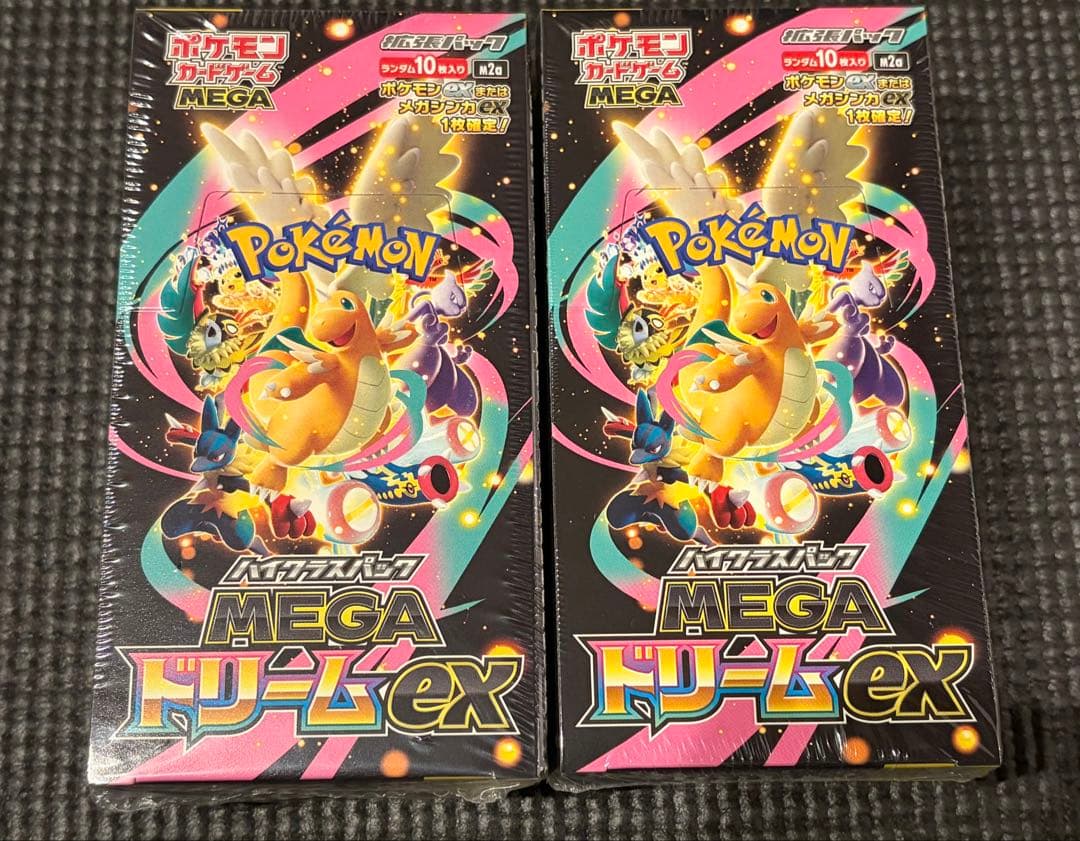 ポケモン
カードゲーム
MEGA
拡張パック
ランダム10枚入り m2a
ポケモンexまたは
メガシンカex
1枚確定!
POKéMON
ハイクラスパック
MEGA
ドリームex
ポケモン
カードゲーム
MEGA
拡張パック
ランダム10枚入り m2a
ポケモンexまたは
メガシンカex
1枚確定!
POKéMON
ハイクラスパック
MEGA
ドリームex